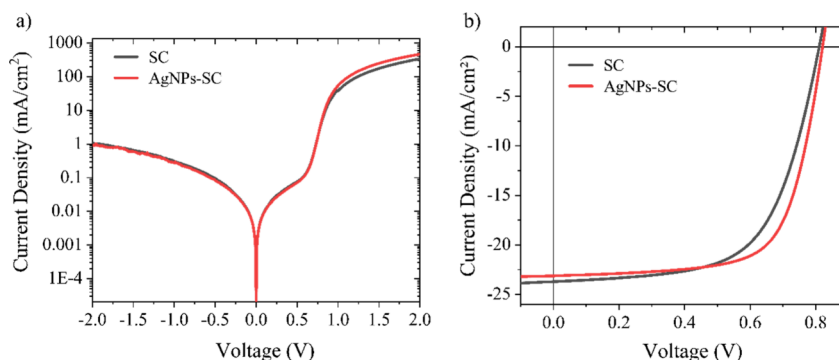 a)
Current Density (mA/cm²)
1000
100
10
1
0.1
0.01
0.001
1E-4
SC
AgNPs-SC
-2.0 -1.5 -1.0 -0.5 0.0 0.5 1.0 1.5 2.0
Voltage (V)
b)
Current Density (mA/cm²)
0
-5
-10
-15
-20
-25
SC
AgNPs-SC
0.0 0.2 0.4 0.6 0.8
Voltage (V)